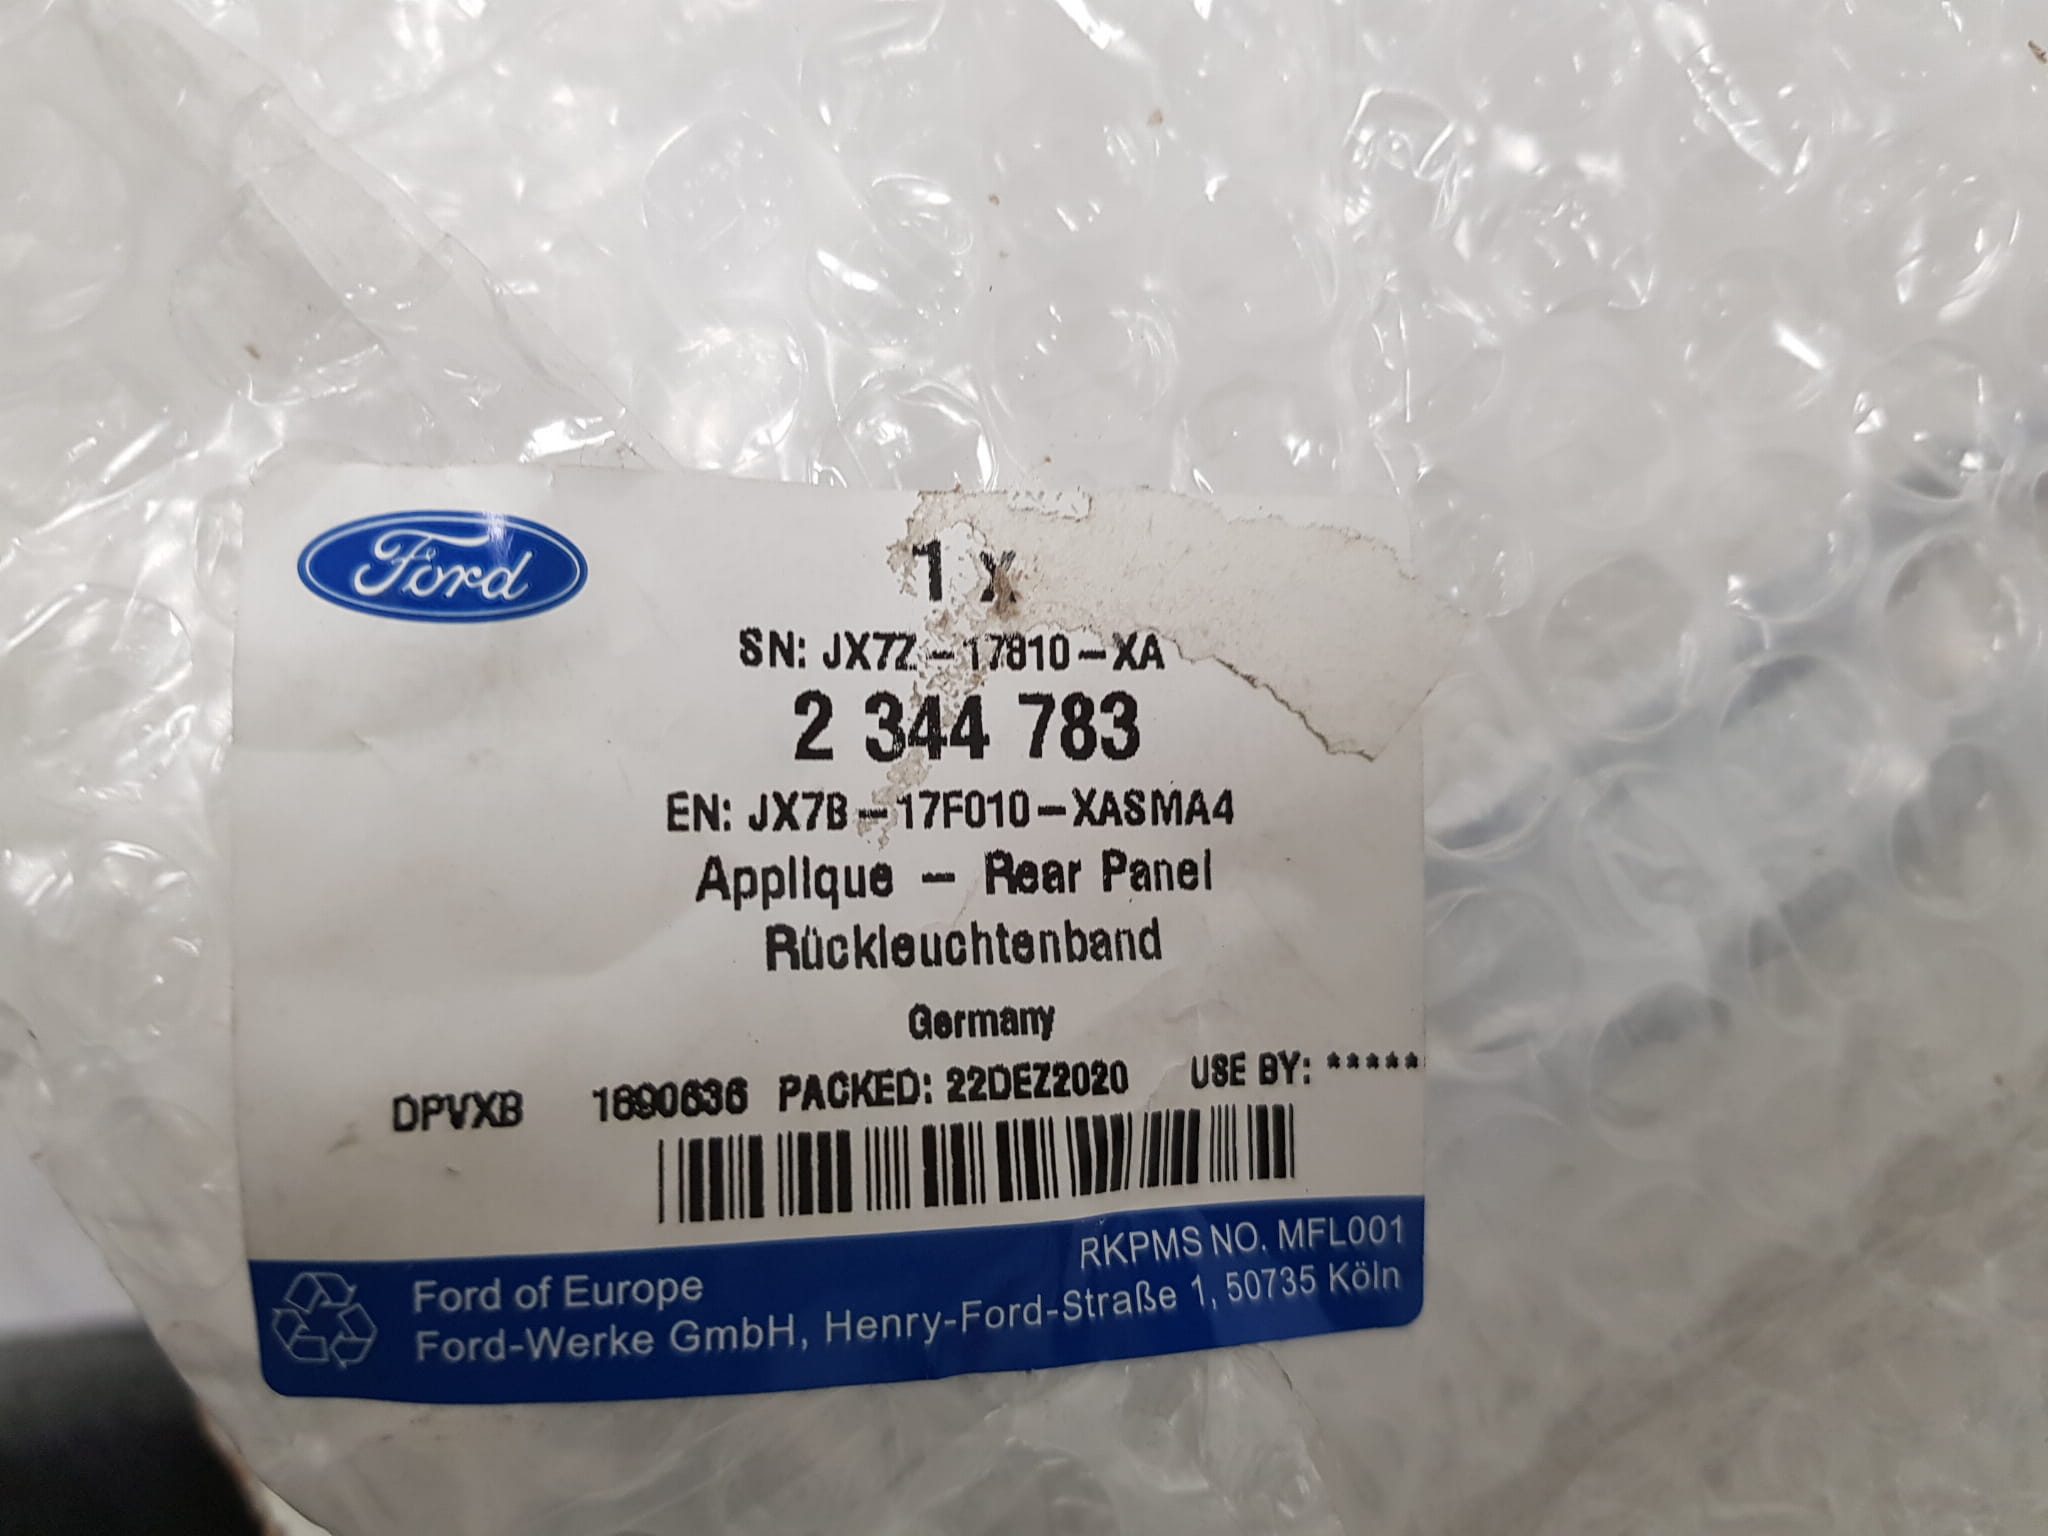 Ford
1 x
SN: JX7Z-17810-XA
2 344 783
EN: JX7B-17F010-XASMA4
Applique - Rear Panel
Rückleuchtenband
Germany
DPVXB 1690636 PACKED: 22DEZ2020 USE BY: *****
RKPMS NO. MFL001
Ford of Europe
Ford-Werke GmbH, Henry-Ford-Straße 1, 50735 Köln